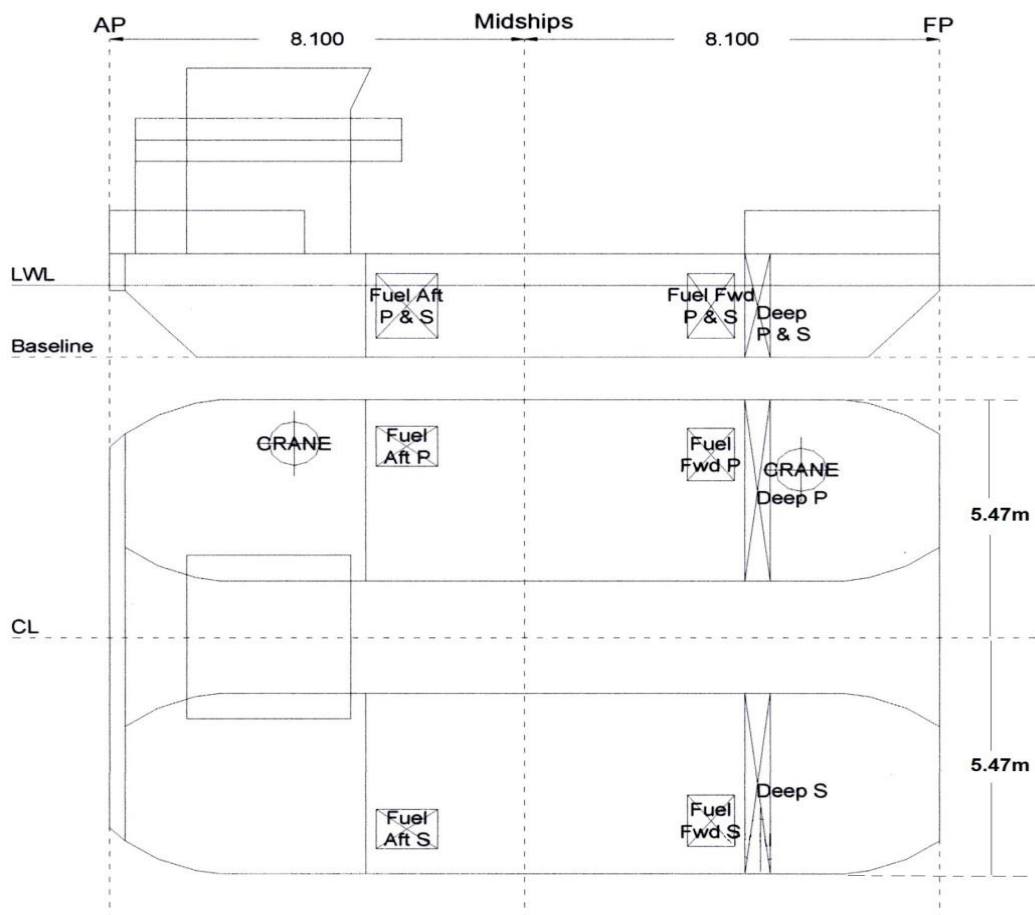 AP
Midships
FP
8.100
8.100
LWL
Fuel Aft
P & S
Fuel Fwd
P & S
Deep
P & S
Baseline
CRANE
Fuel
Aft P
Fuel
Fwd P
CRANE
Deep P
5.47m
CL
Deep S
Fuel
Aft S
Fuel
Fwd S
5.47m